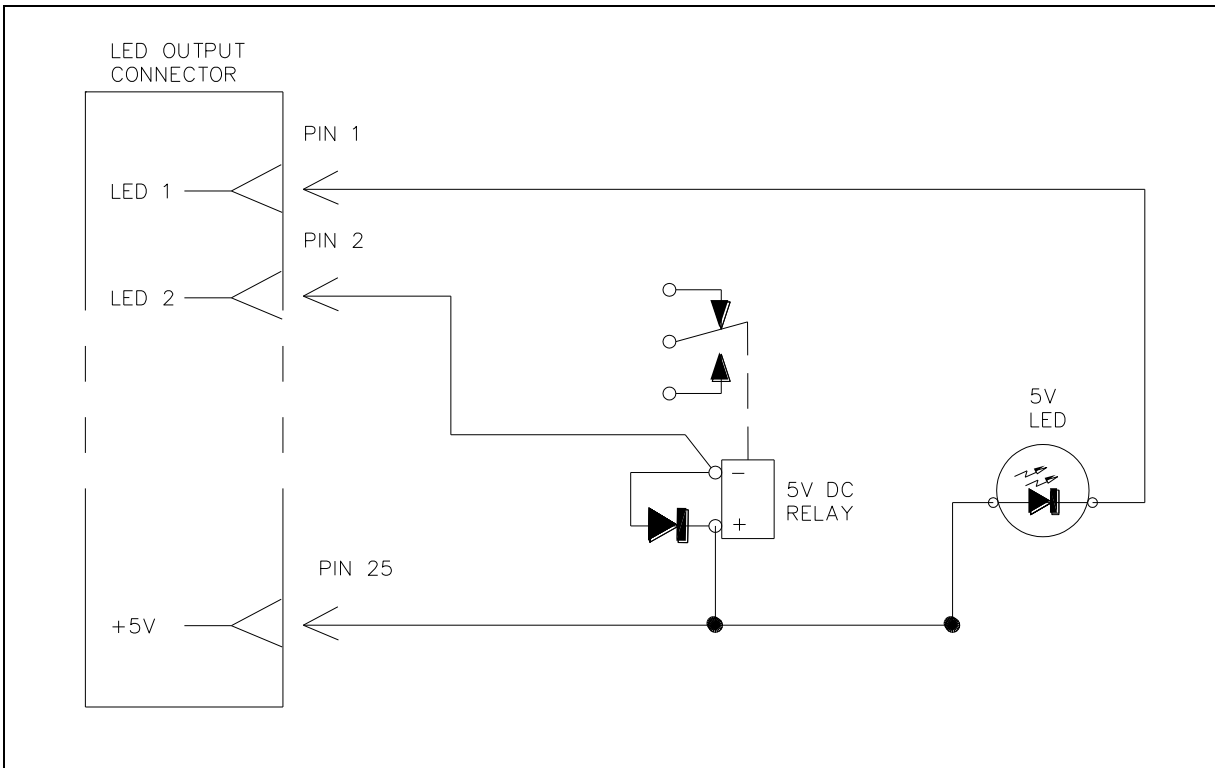 LED OUTPUT
CONNECTOR
PIN 1
LED 1
PIN 2
LED 2
5V
LED
−
5V DC
RELAY
+
PIN 25
+5V